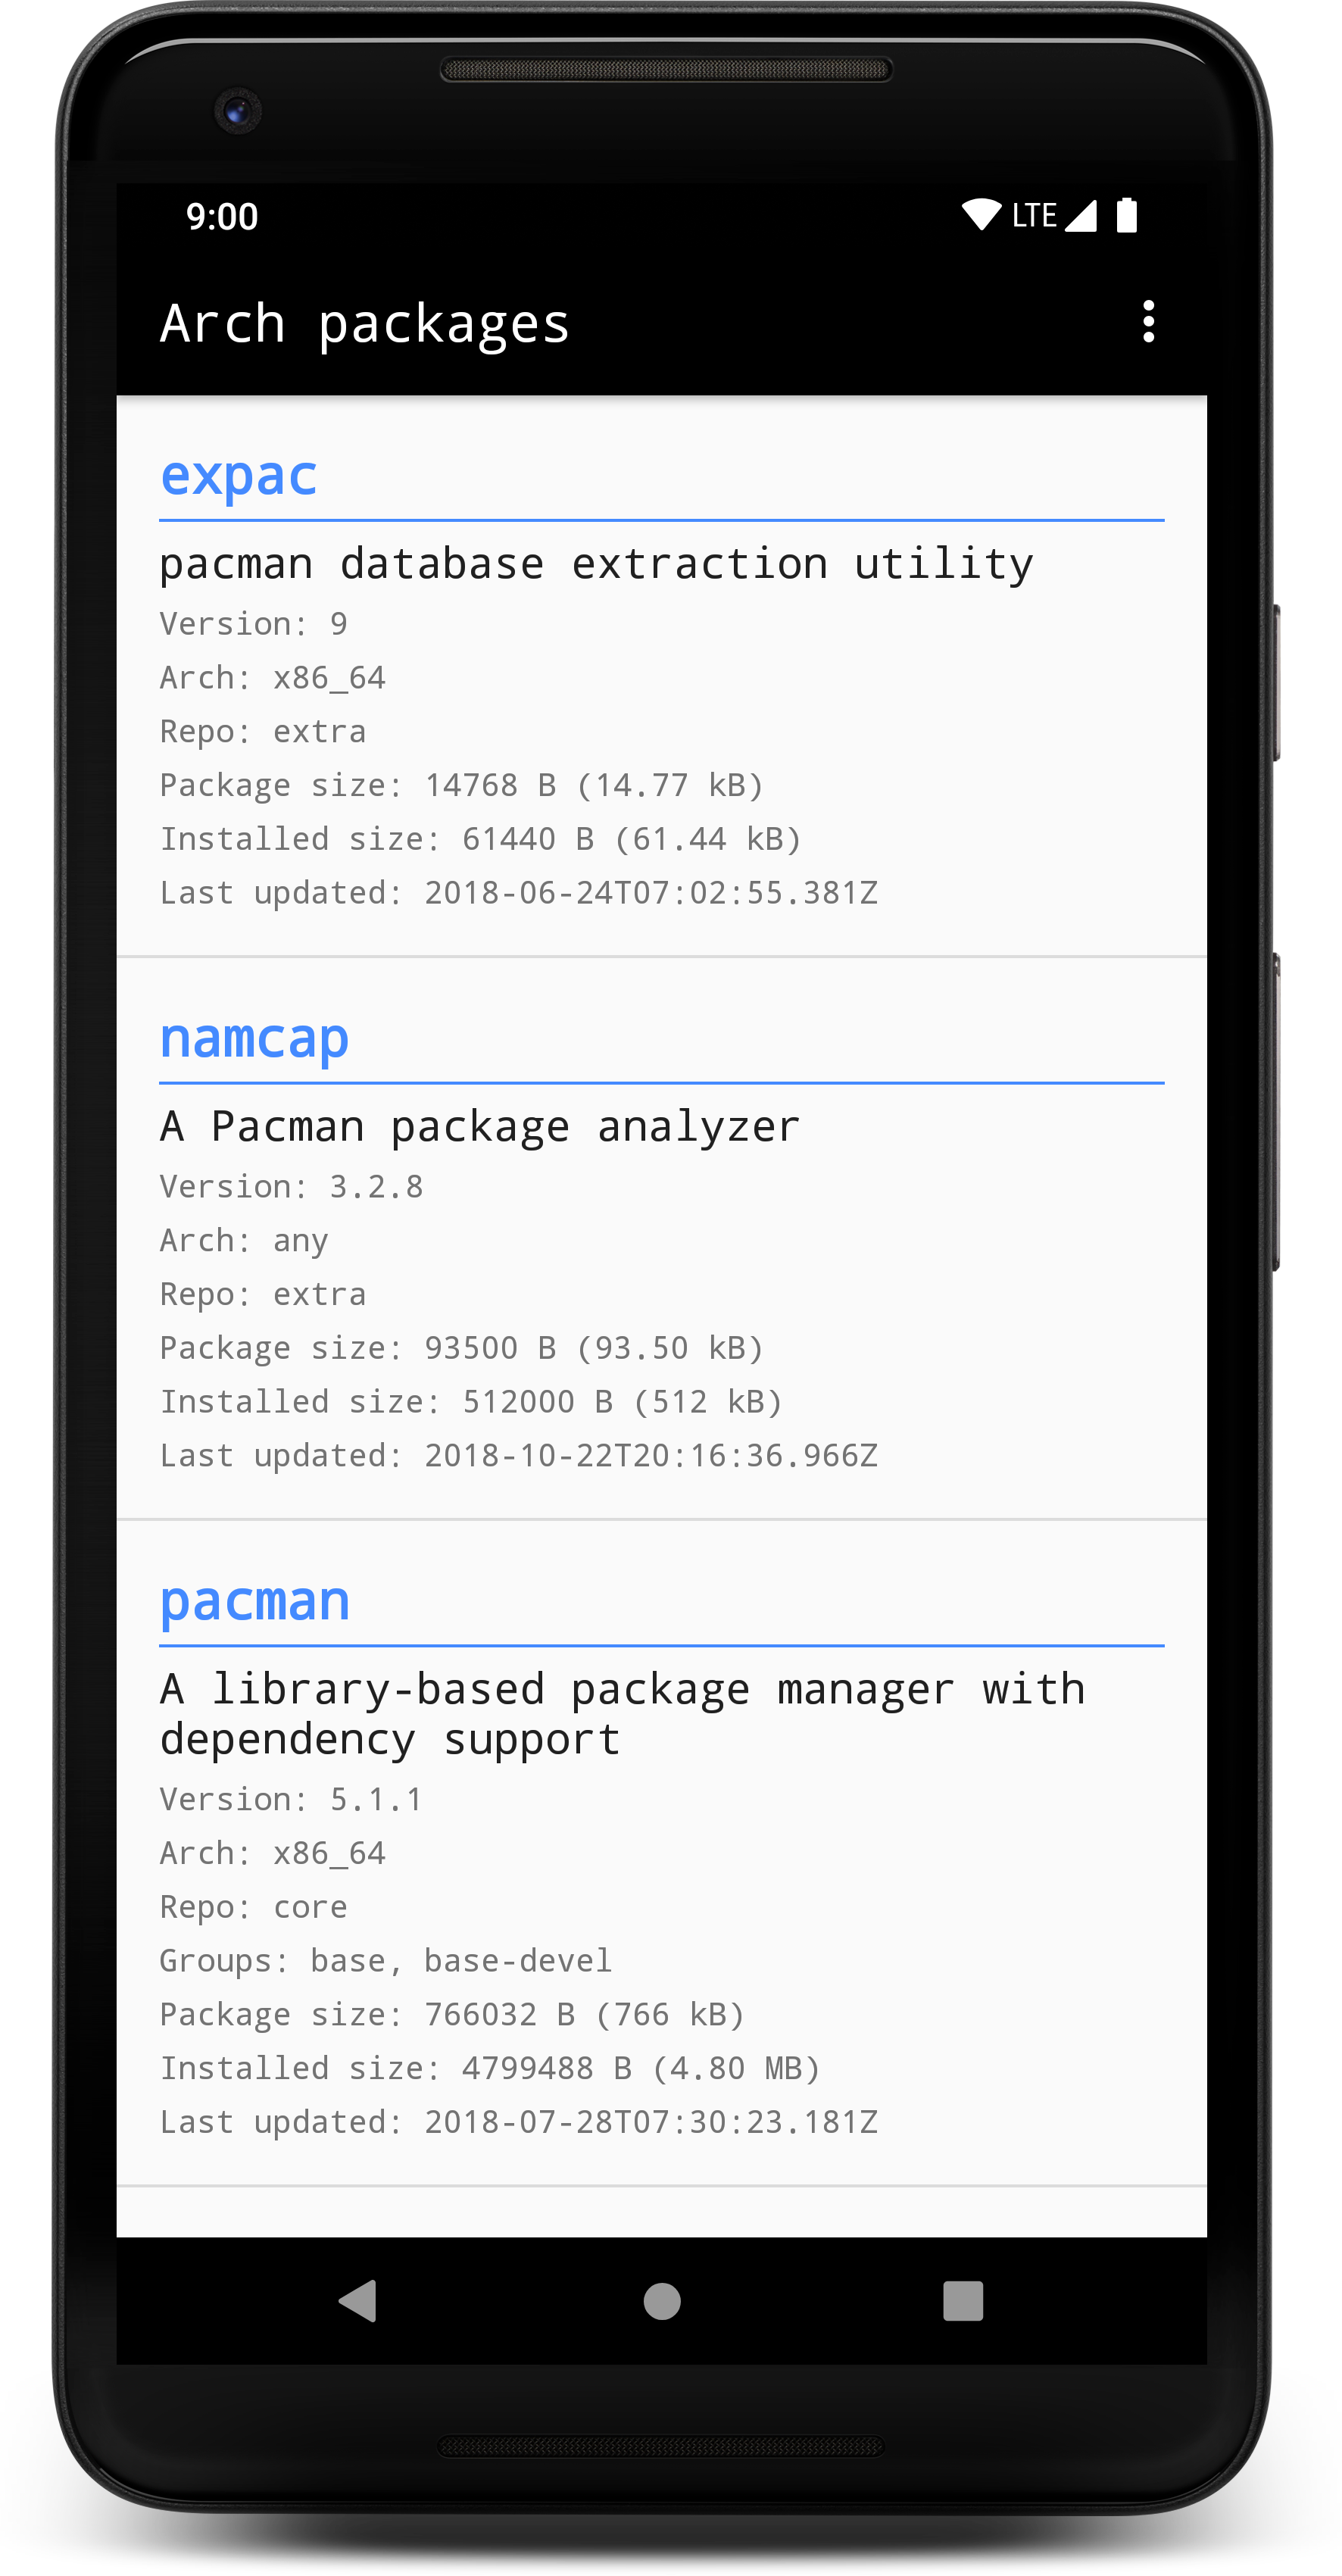 9:00 LTE
Arch packages
expac
pacman database extraction utility
Version: 9
Arch: x86_64
Repo: extra
Package size: 14768 B (14.77 kB)
Installed size: 61440 B (61.44 kB)
Last updated: 2018-06-24T07:02:55.381Z
namcap
A Pacman package analyzer
Version: 3.2.8
Arch: any
Repo: extra
Package size: 93500 B (93.50 kB)
Installed size: 512000 B (512 kB)
Last updated: 2018-10-22T20:16:36.966Z
pacman
A library-based package manager with
dependency support
Version: 5.1.1
Arch: x86_64
Repo: core
Groups: base, base-devel
Package size: 766032 B (766 kB)
Installed size: 4799488 B (4.80 MB)
Last updated: 2018-07-28T07:30:23.181Z